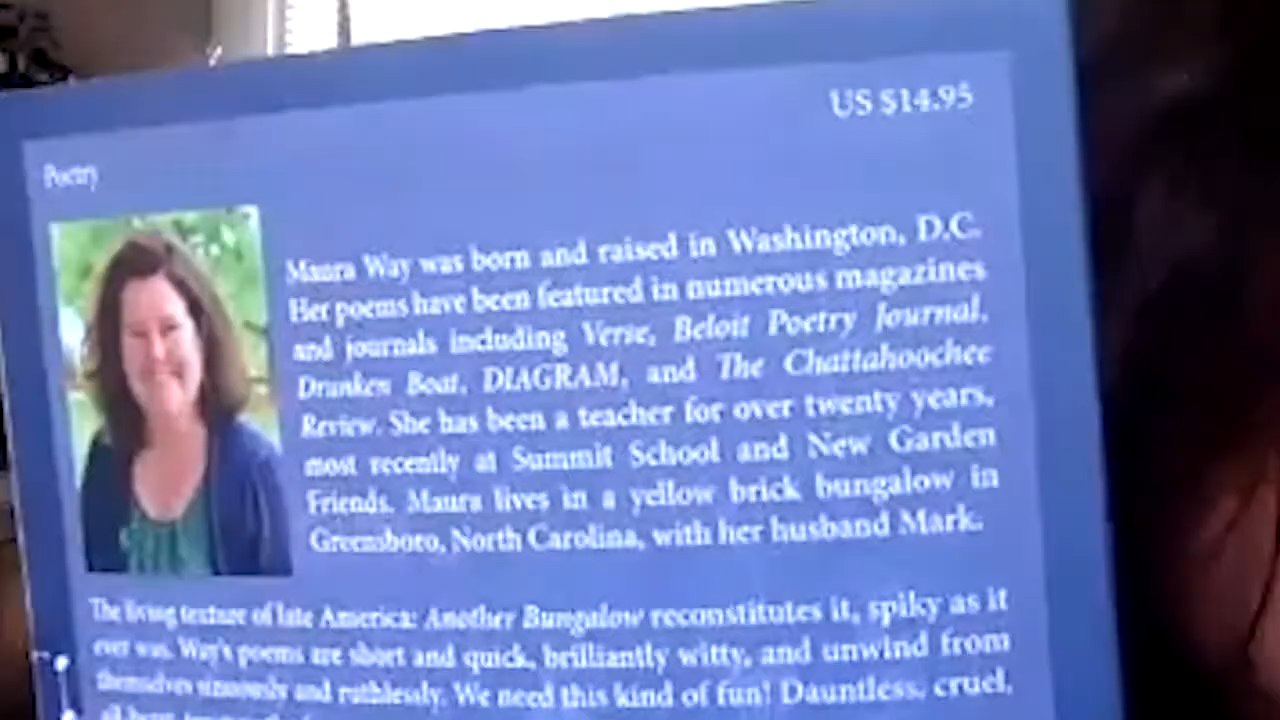 US $14.95
Poetry
Maura Way was born and raised in Washington, D.C.
Her poems have been featured in numerous magazines
and journals including Verse, Beloit Poetry Journal,
Drunken Boat, DIAGRAM, and The Chattahoochee
Review. She has been a teacher for over twenty years,
most recently at Summit School and New Garden
Friends. Maura lives in a yellow brick bungalow in
Greensboro, North Carolina, with her husband Mark.
The living texture of late America: Another Bungalow reconstitutes it, spiky as it
ever was. Way's poems are short and quick, brilliantly witty, and unwind from
themselves sinuously and ruthlessly. We need this kind of fun! Dauntless, cruel,